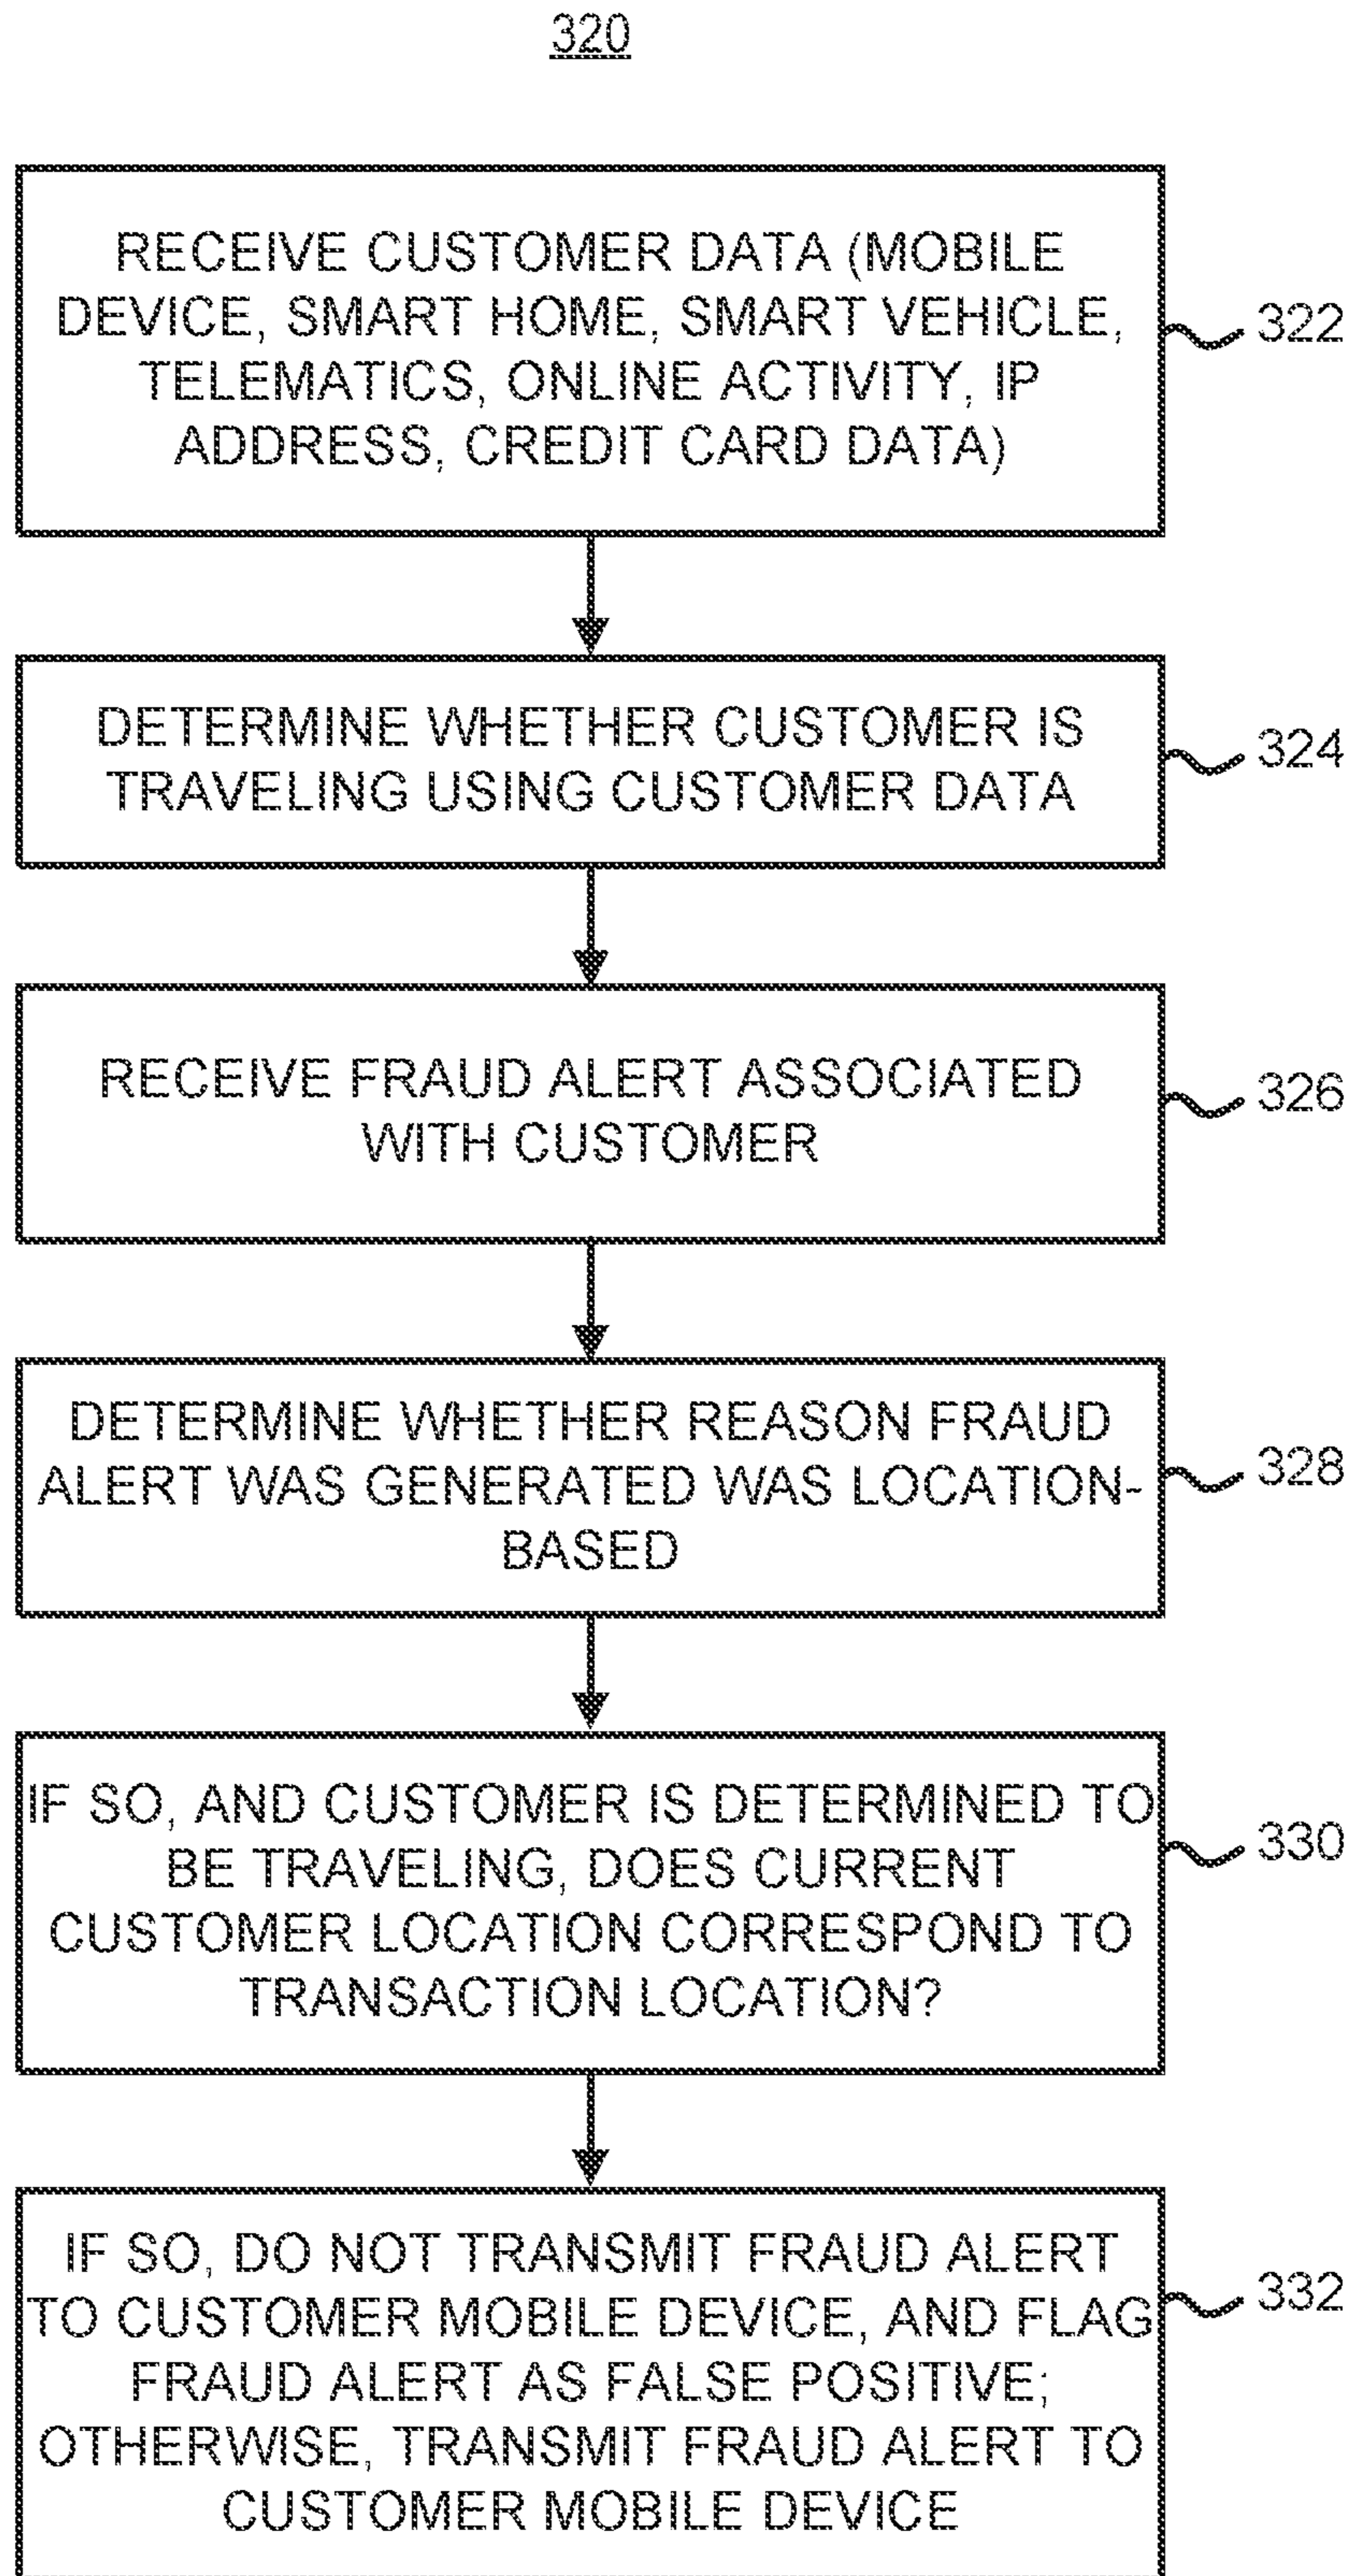 320
RECEIVE CUSTOMER DATA (MOBILE
DEVICE, SMART HOME, SMART VEHICLE,
TELEMATICS, ONLINE ACTIVITY, IP
ADDRESS, CREDIT CARD DATA)
322
DETERMINE WHETHER CUSTOMER IS
TRAVELING USING CUSTOMER DATA
324
RECEIVE FRAUD ALERT ASSOCIATED
WITH CUSTOMER
326
DETERMINE WHETHER REASON FRAUD
ALERT WAS GENERATED WAS LOCATION-
BASED
328
IF SO, AND CUSTOMER IS DETERMINED TO
BE TRAVELING, DOES CURRENT
CUSTOMER LOCATION CORRESPOND TO
TRANSACTION LOCATION?
330
IF SO, DO NOT TRANSMIT FRAUD ALERT
TO CUSTOMER MOBILE DEVICE, AND FLAG
FRAUD ALERT AS FALSE POSITIVE;
OTHERWISE, TRANSMIT FRAUD ALERT TO
CUSTOMER MOBILE DEVICE
332